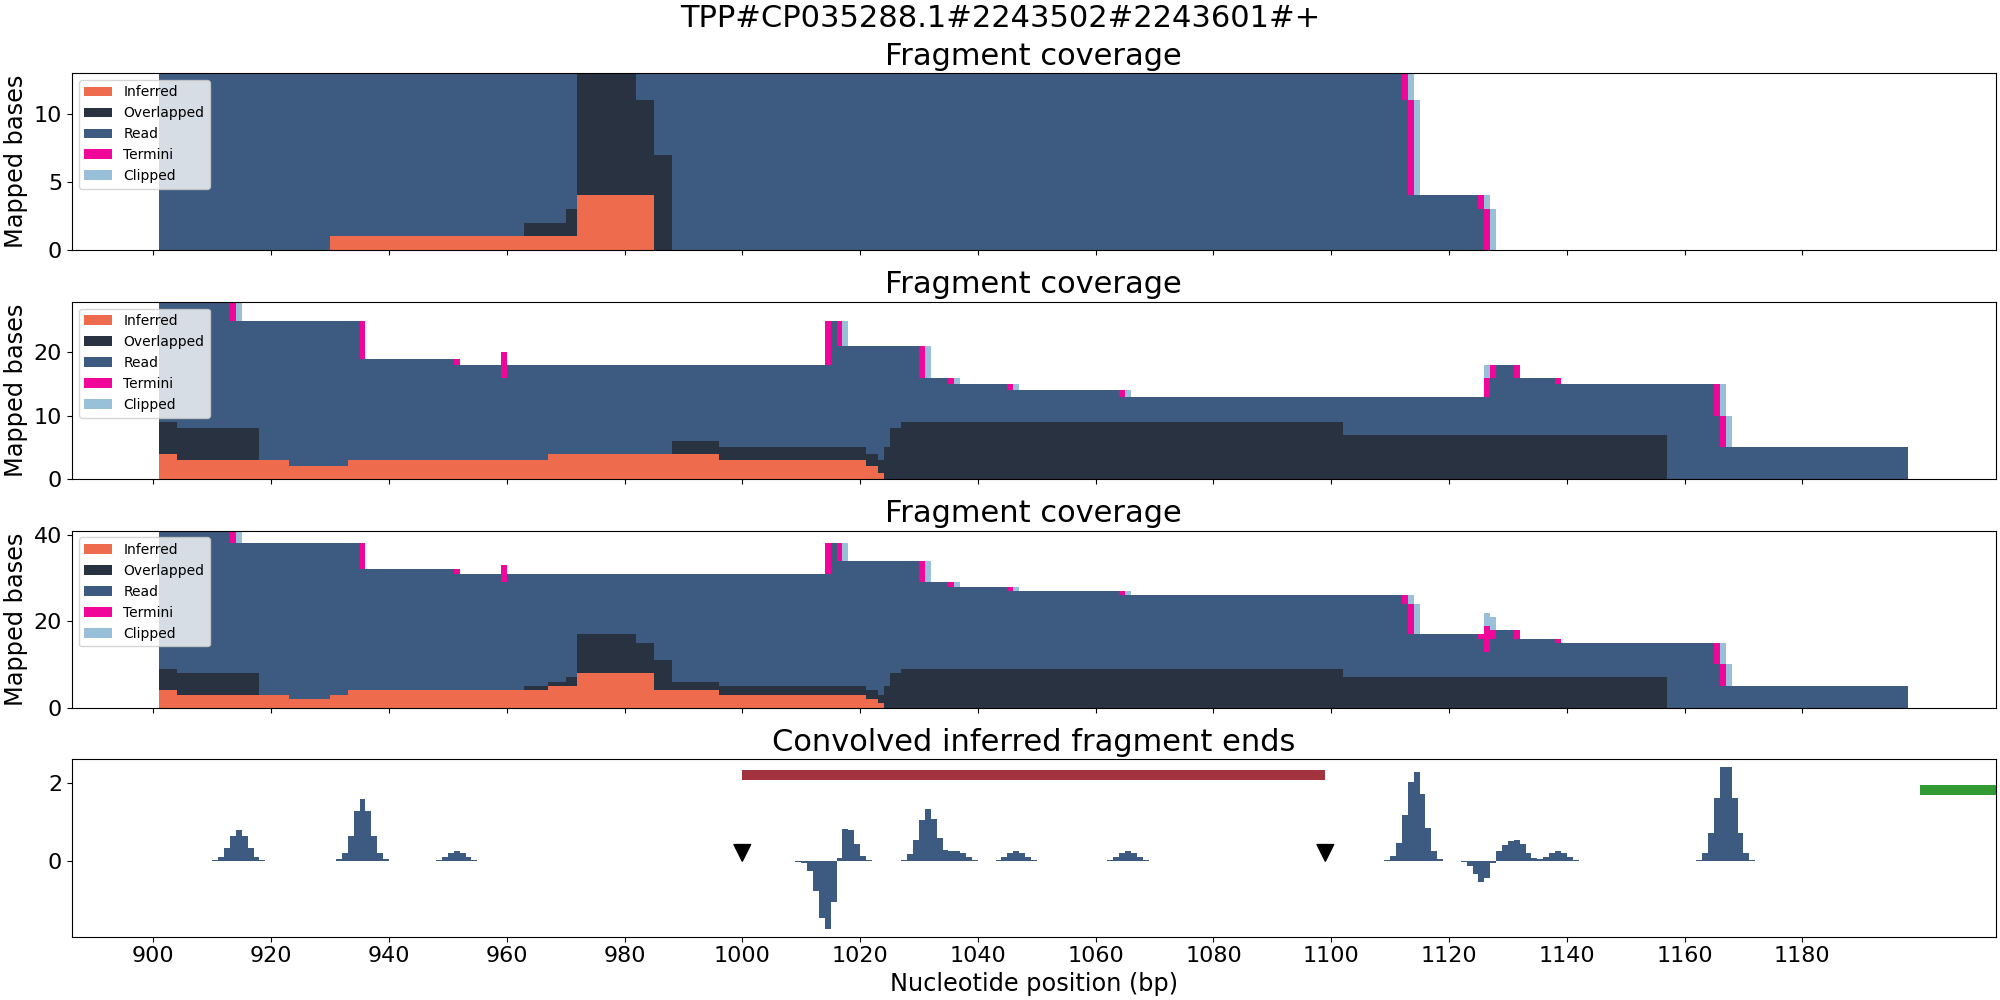 TPP#CP035288.1#2243502#2243601#+
Fragment coverage
Mapped bases
10
5
0
Inferred
Overlapped
Read
Termini
Clipped
Fragment coverage
Mapped bases
20
10
0
Inferred
Overlapped
Read
Termini
Clipped
Fragment coverage
Mapped bases
40
20
0
Inferred
Overlapped
Read
Termini
Clipped
Convolved inferred fragment ends
2
0
900 920 940 960 980 1000 1020 1040 1060 1080 1100 1120 1140 1160 1180
Nucleotide position (bp)